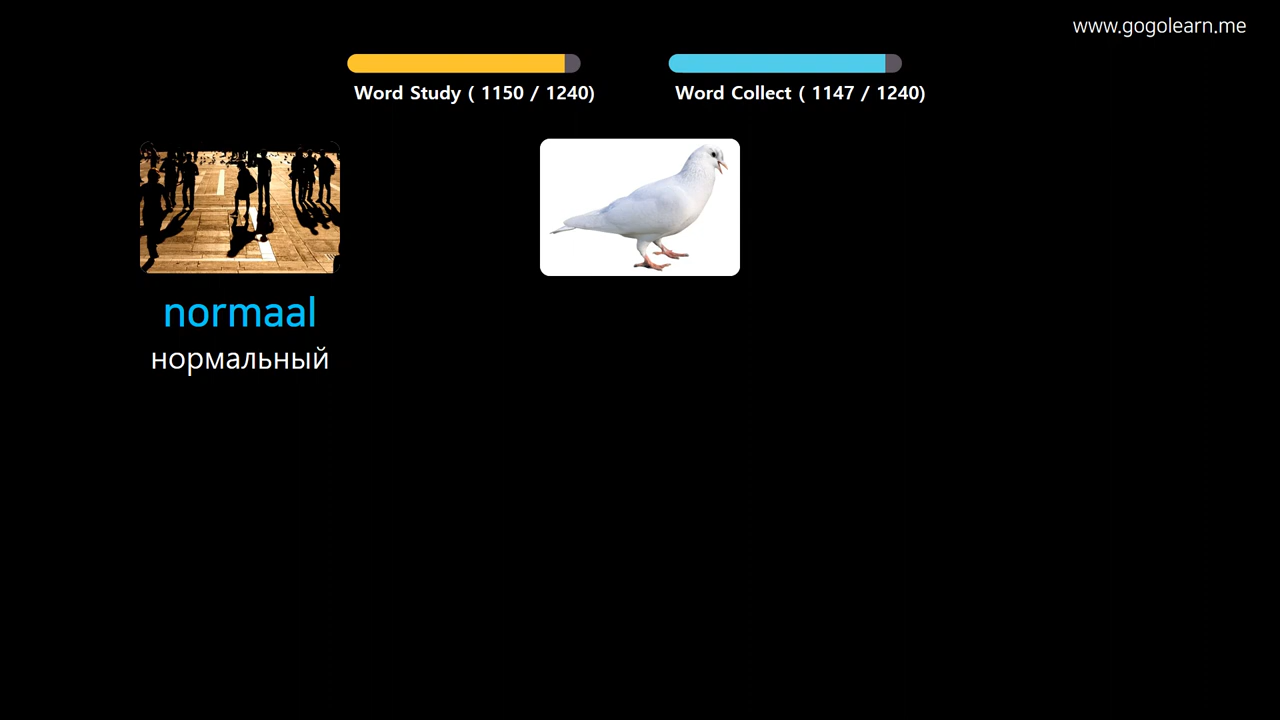 www.gogolearn.me
Word Study ( 1150 / 1240)
Word Collect ( 1147 / 1240)
normaal
нормальный